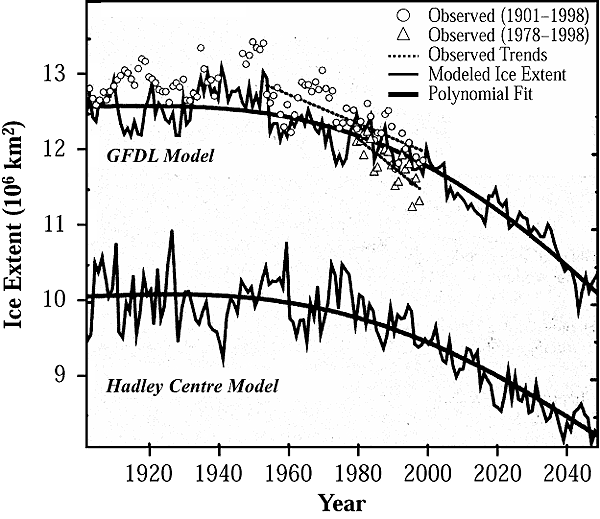 Observed (1901–1998)
Observed (1978–1998)
Observed Trends
Modeled Ice Extent
Polynomial Fit
13
12
11
10
9
Ice Extent (10⁶ km²)
GFDL Model
Hadley Centre Model
1920 1940 1960 1980 2000 2020 2040
Year